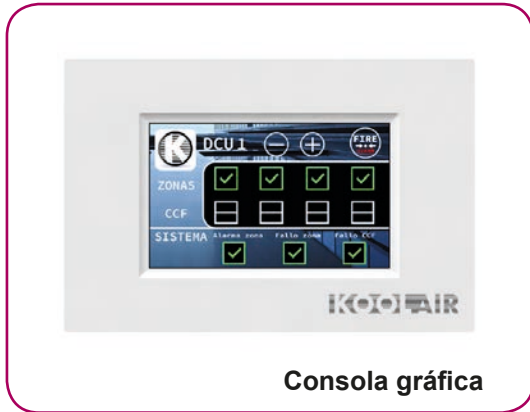 K DCU 1 FIRE
ZONAS
CCF
SISTEMA Alarma zona Fallo zona fallo CCF
KOOLAIR
Consola gráfica